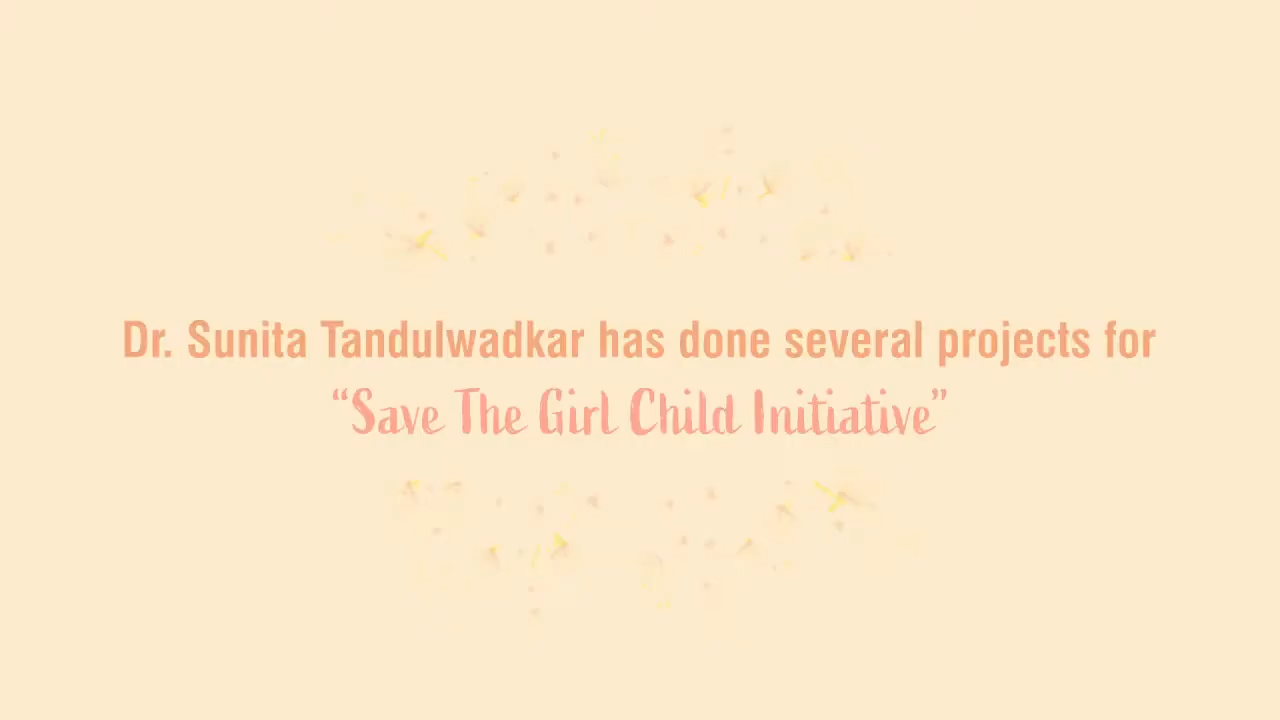 Dr. Sunita Tandulwadkar has done several projects for
“Save The Girl Child Initiative”